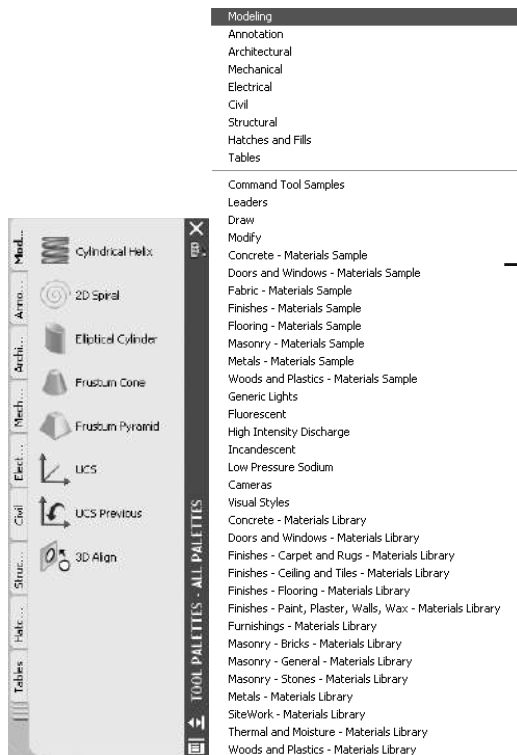 Modeling
Annotation
Architectural
Mechanical
Electrical
Civil
Structural
Hatches and Fills
Tables
Command Tool Samples
Leaders
Draw
Modify
Concrete - Materials Sample
Doors and Windows - Materials Sample
Fabric - Materials Sample
Finishes - Materials Sample
Flooring - Materials Sample
Masonry - Materials Sample
Metals - Materials Sample
Woods and Plastics - Materials Sample
Generic Lights
Fluorescent
High Intensity Discharge
Incandescent
Low Pressure Sodium
Cameras
Visual Styles
Concrete - Materials Library
Doors and Windows - Materials Library
Finishes - Carpet and Rugs - Materials Library
Finishes - Ceiling and Tiles - Materials Library
Finishes - Flooring - Materials Library
Finishes - Paint, Plaster, Walls, Wax - Materials Library
Furnishings - Materials Library
Masonry - Bricks - Materials Library
Masonry - General - Materials Library
Masonry - Stones - Materials Library
Metals - Materials Library
SiteWork - Materials Library
Thermal and Moisture - Materials Library
Woods and Plastics - Materials Library
Mod...
Anno...
Archi...
Mech...
Elect...
Civil
Struc...
Hatc...
Tables
Cylindrical Helix
2D Spiral
Elliptical Cylinder
Frustum Cone
Frustum Pyramid
UCS
UCS Previous
3D Align
TOOL PALETTES - ALL PALETTES